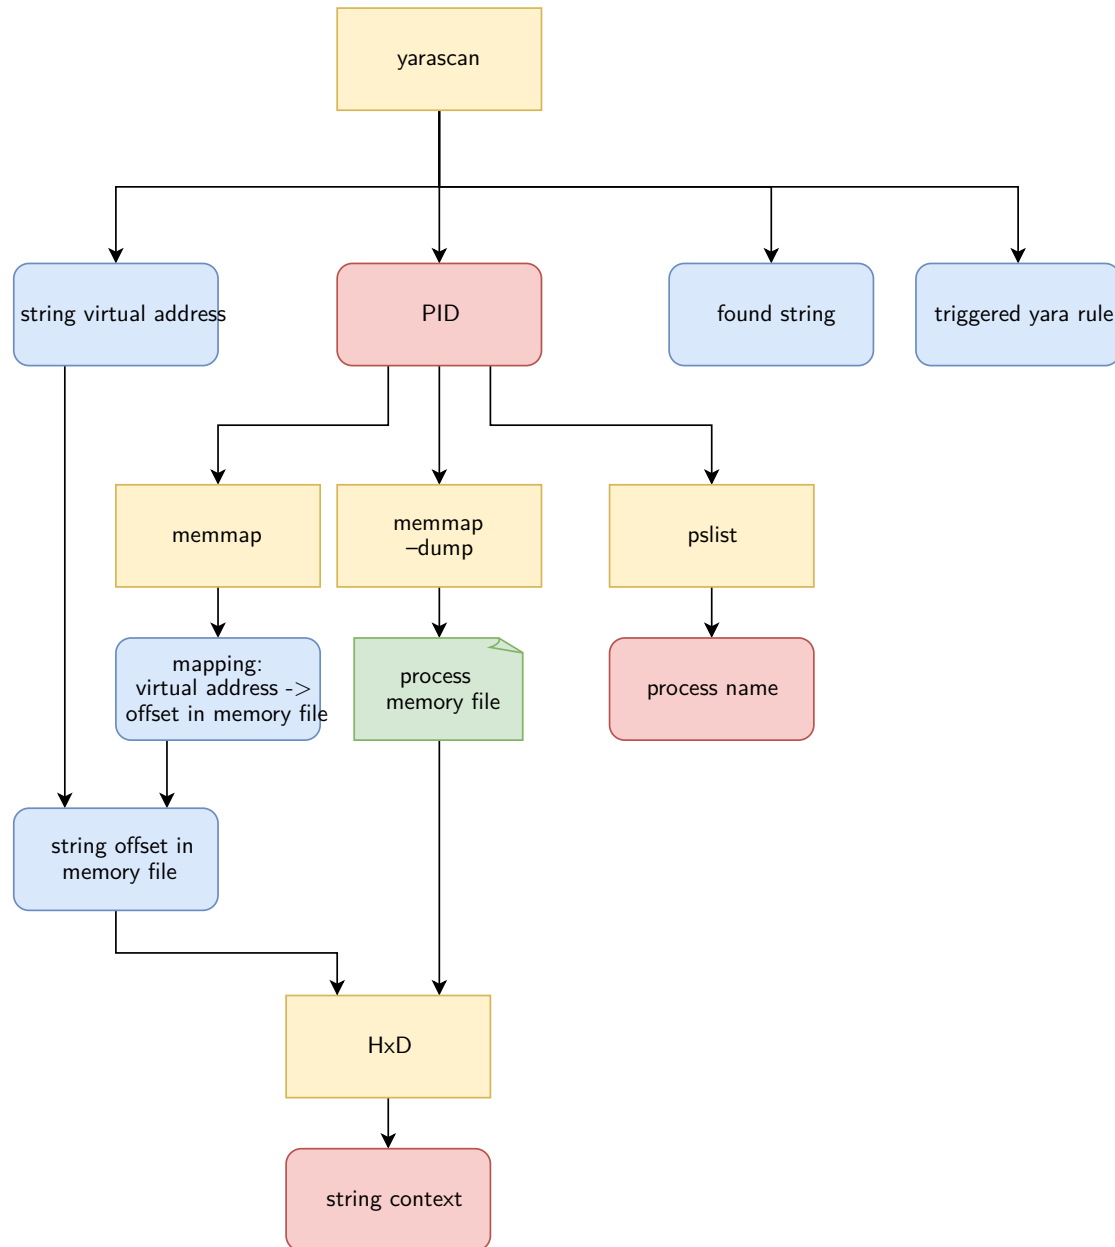 yarascan
string virtual address
PID
found string
triggered yara rule
memmap
memmap
–dump
pslist
mapping:
virtual address ->
offset in memory file
process
memory file
process name
string offset in
memory file
HxD
string context